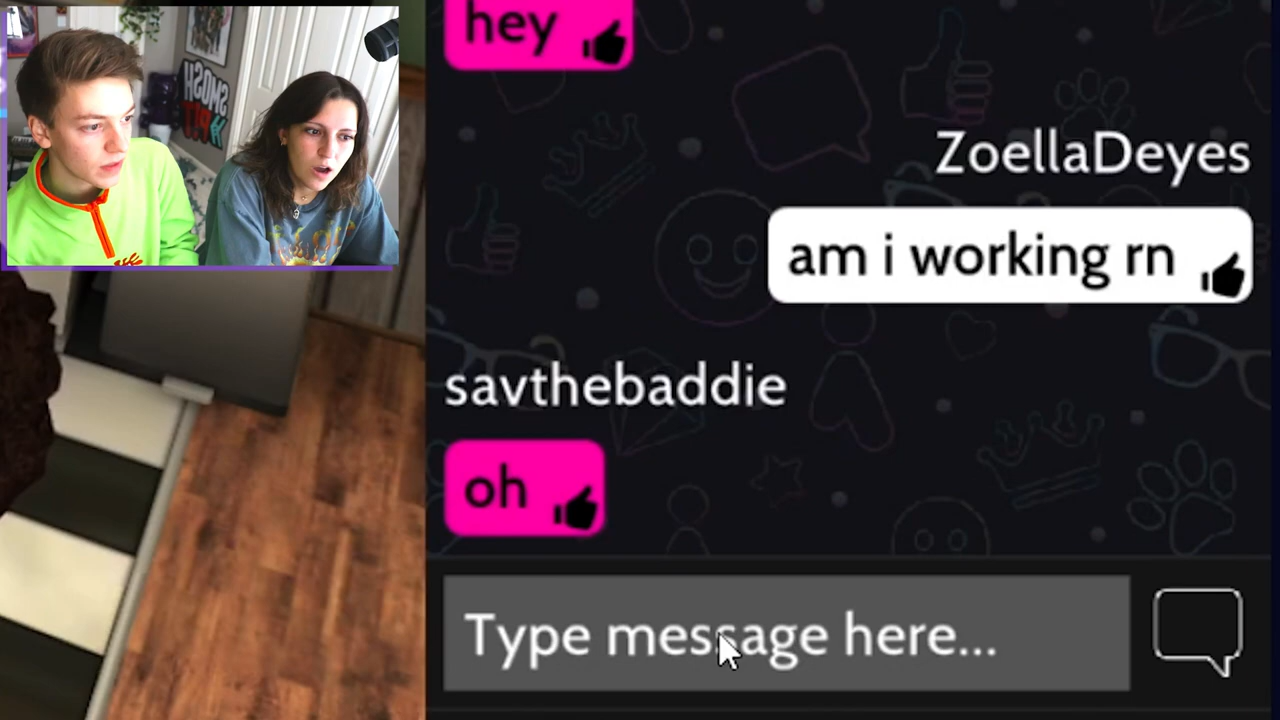 hey
ZoellaDeyes
am i working rn
savthebaddie
oh
Type message here...